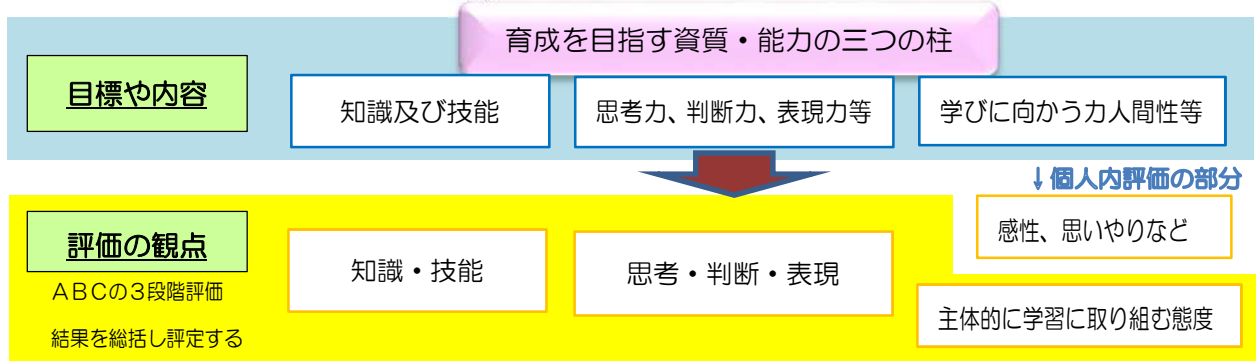 育成を目指す資質・能力の三つの柱
目標や内容
知識及び技能
思考力、判断力、表現力等
学びに向かう力人間性等
↓個人内評価の部分
評価の観点
ABCの3段階評価
結果を総括し評定する
知識・技能
思考・判断・表現
感性、思いやりなど
主体的に学習に取り組む態度